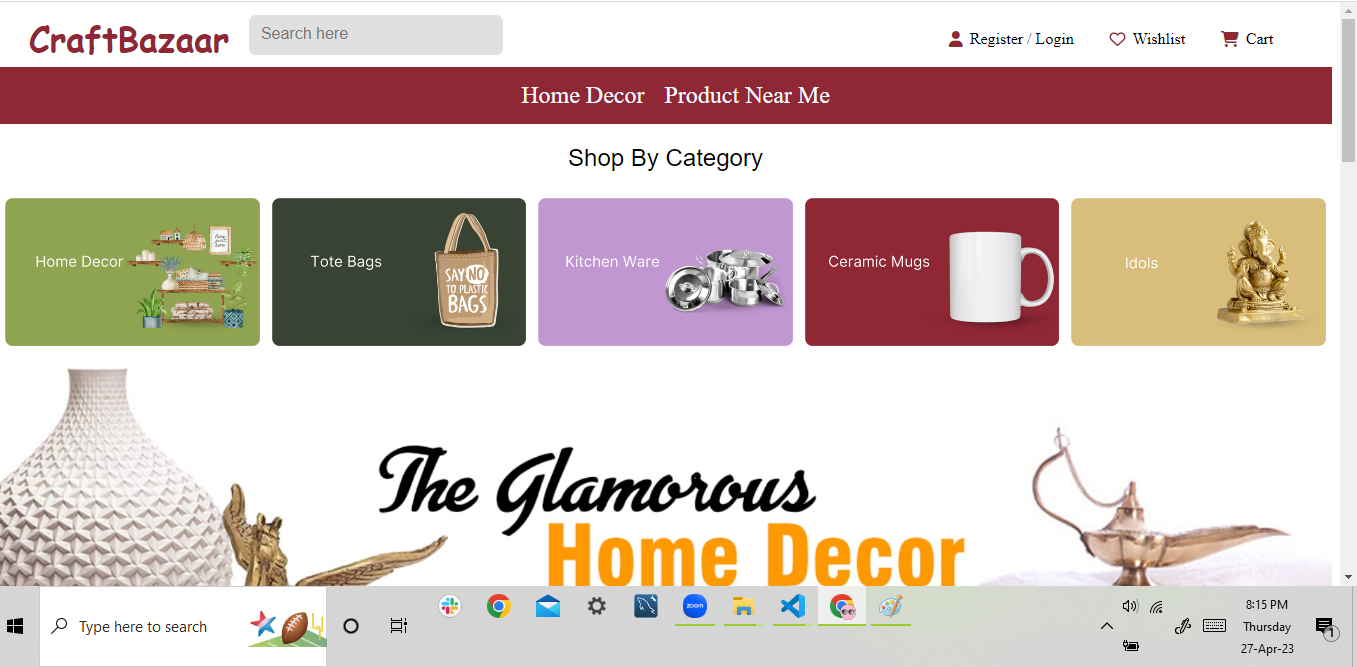 CraftBazaar
Search here
Register / Login
Wishlist
Cart
Home Decor Product Near Me
Shop By Category
Home Decor
Tote Bags
SAY NO
TO PLASTIC
BAGS
Kitchen Ware
Ceramic Mugs
Idols
The Glamorous
Home Decor
Type here to search
zoom
8:15 PM
Thursday
27-Apr-23
1